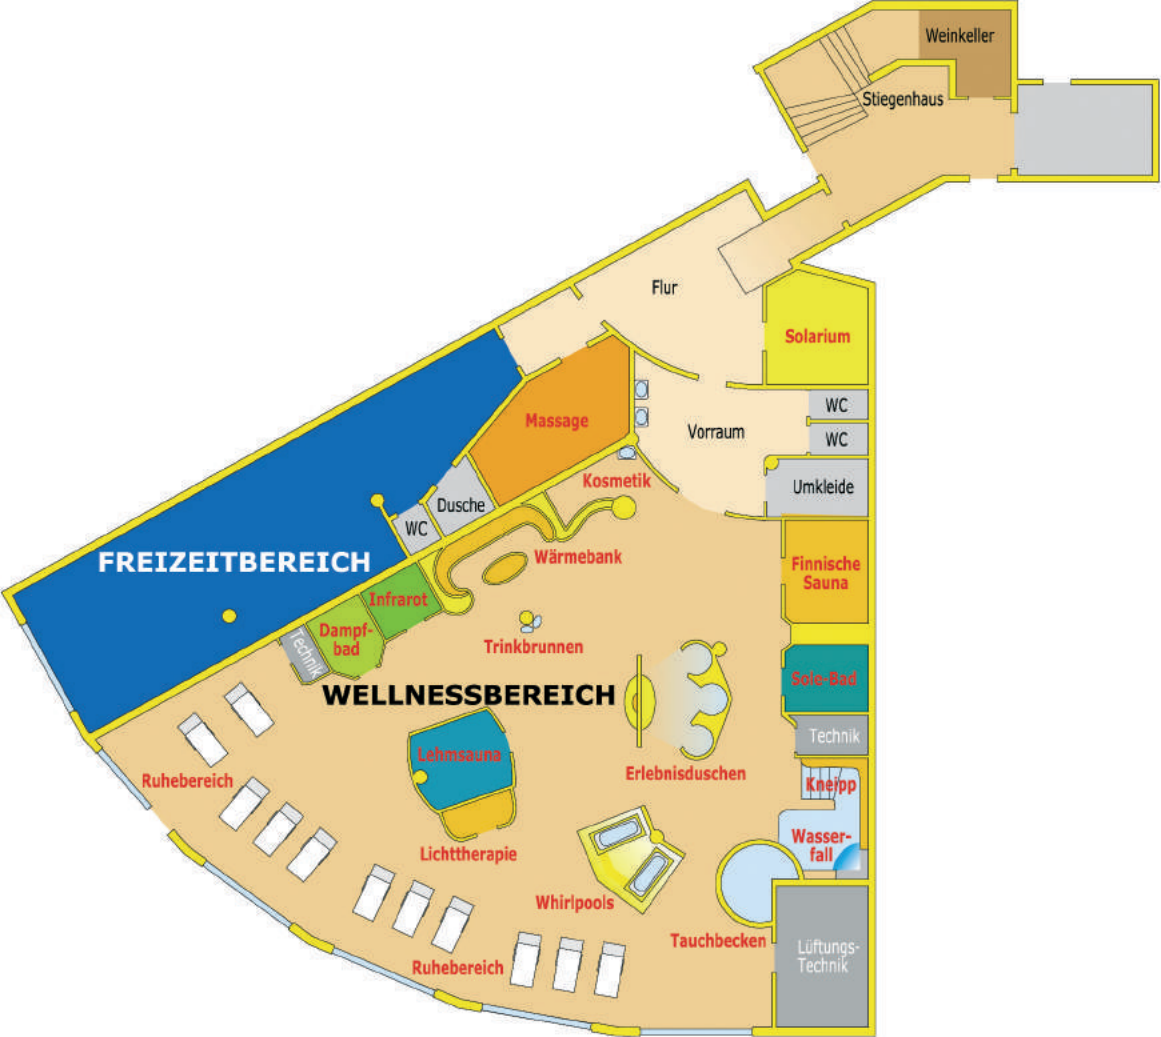 Weinkeller
Stiegenhaus
Flur
Solarium
WC
Massage
Vorraum
WC
Kosmetik
Umkleide
Dusche
WC
FREIZEITBEREICH
Wärmebank
Finnische
Sauna
Infrarot
Dampf-
bad
Technik
Trinkbrunnen
Sole-Bad
WELLNESSBEREICH
Technik
Lehmsauna
Erlebnisduschen
Ruhebereich
Kneipp
Wasser-
fall
Lichttherapie
Whirlpools
Tauchbecken
Lüftungs-
Technik
Ruhebereich